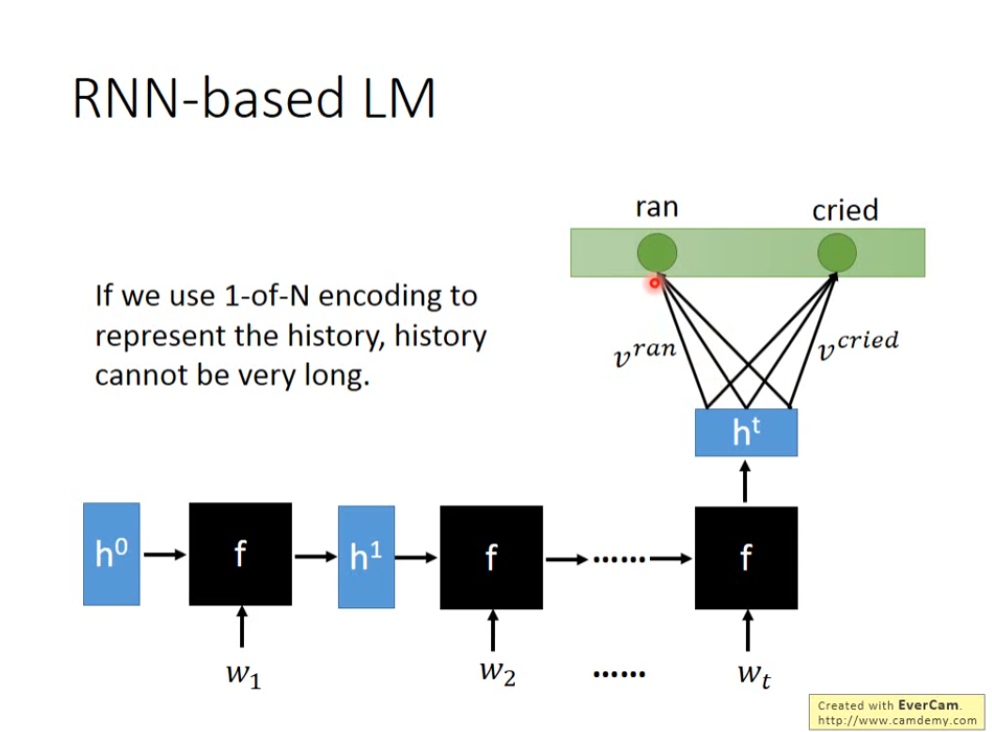 RNN-based LM
ran cried
If we use 1-of-N encoding to
represent the history, history
cannot be very long.
v^ran v^cried
h^t
h^0 f h^1 f ...... f
w_1 w_2 ...... w_t
Created with EverCam.
http://www.camdemy.com